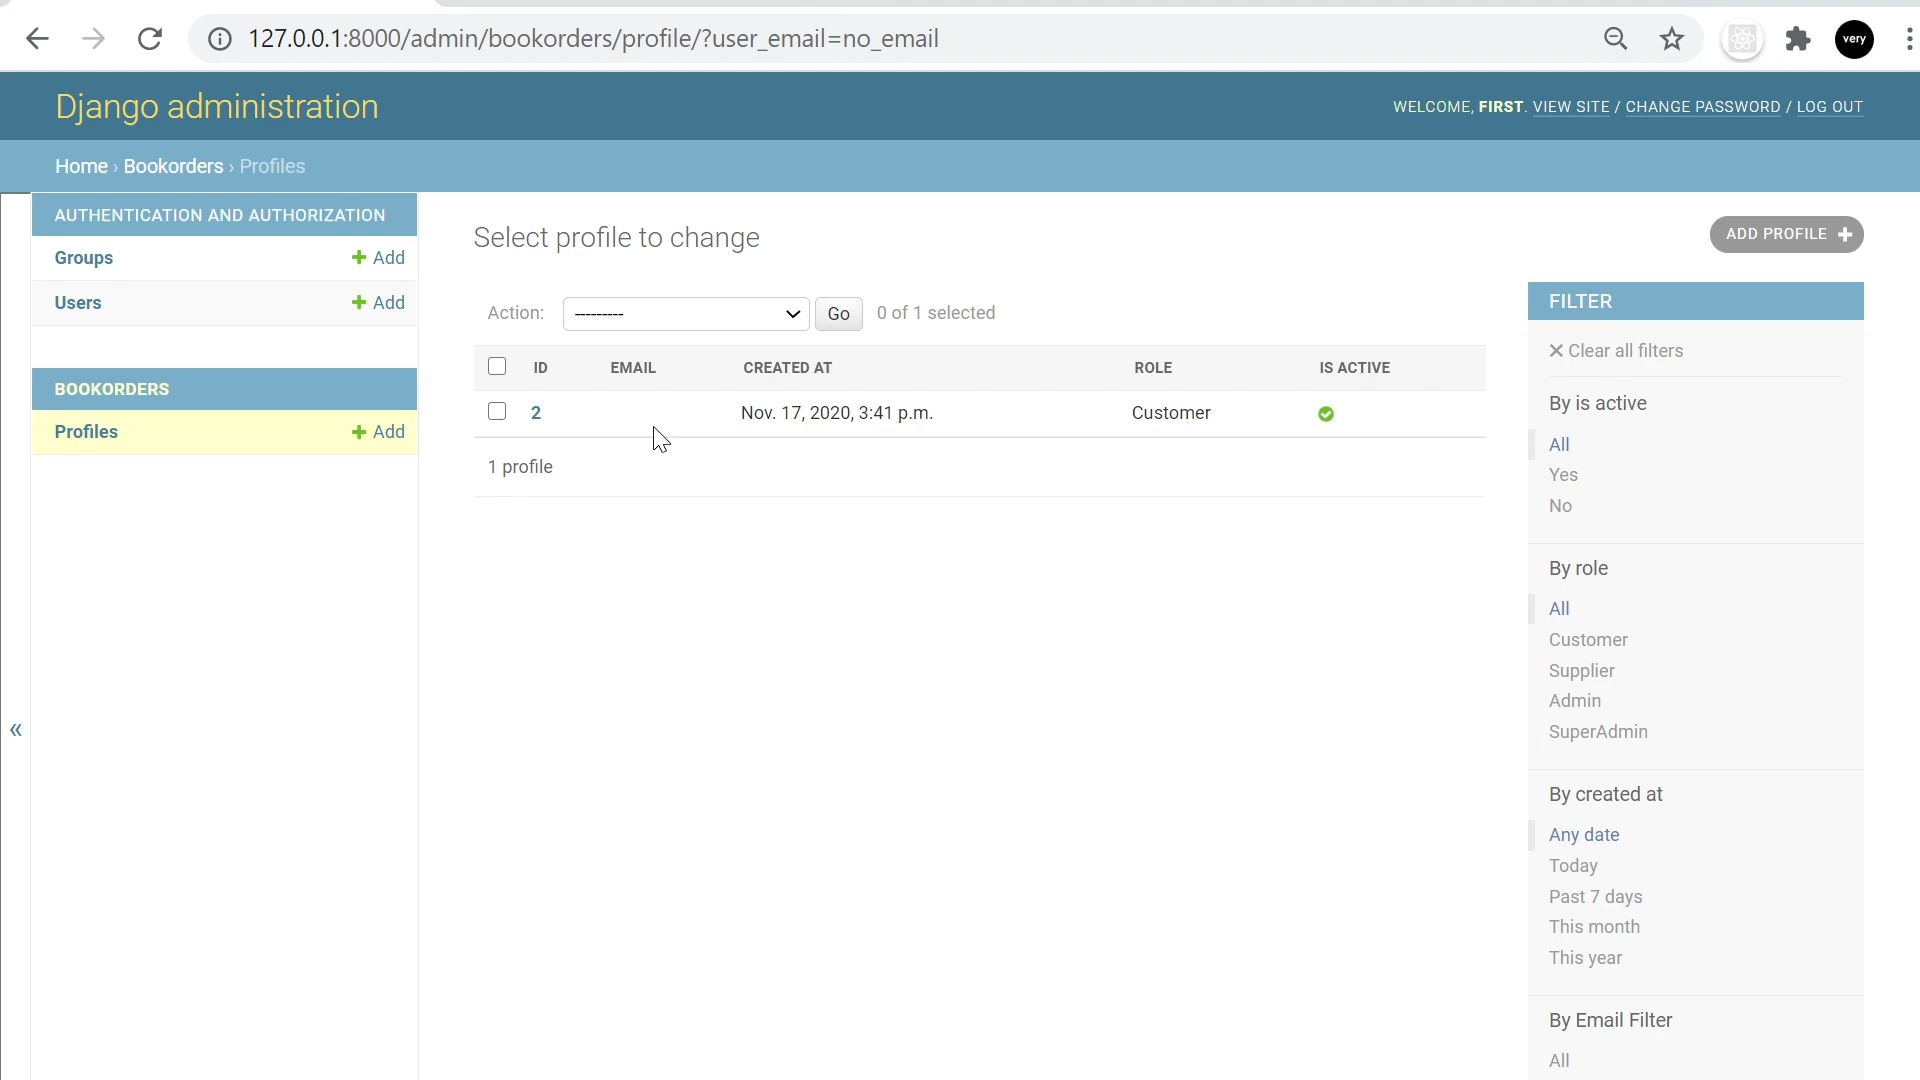 127.0.0.1:8000/admin/bookorders/profile/?user_email=no_email
very
Django administration
WELCOME, FIRST. VIEW SITE / CHANGE PASSWORD / LOG OUT
Home › Bookorders › Profiles
AUTHENTICATION AND AUTHORIZATION
Groups + Add
Users + Add
BOOKORDERS
Profiles + Add
«
Select profile to change
ADD PROFILE +
Action: --------- Go 0 of 1 selected
ID EMAIL CREATED AT ROLE IS ACTIVE
2 Nov. 17, 2020, 3:41 p.m. Customer
1 profile
FILTER
✕ Clear all filters
By is active
All
Yes
No
By role
All
Customer
Supplier
Admin
SuperAdmin
By created at
Any date
Today
Past 7 days
This month
This year
By Email Filter
All